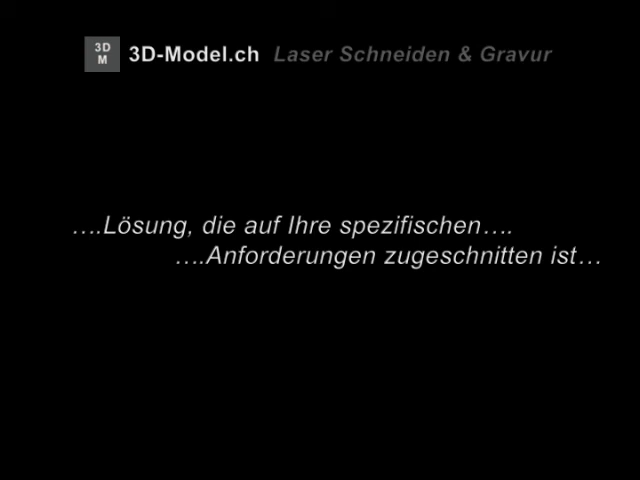 3D
M
3D-Model.ch Laser Schneiden & Gravur
….Lösung, die auf Ihre spezifischen….
….Anforderungen zugeschnitten ist…